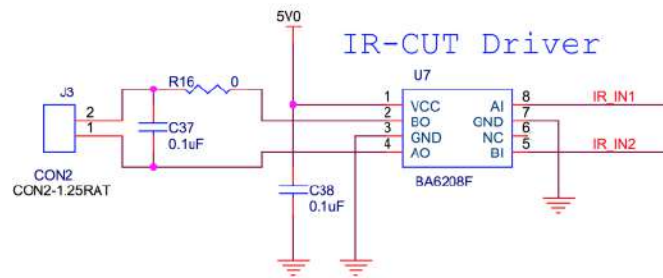 5V0
IR-CUT Driver
J3
R16
0
U7
2
1
C37
0.1uF
1
2
3
4
VCC
BO
GND
AO
AI
GND
NC
BI
8
7
6
5
IR_IN1
IR_IN2
CON2
CON2-1.25RAT
C38
0.1uF
BA6208F